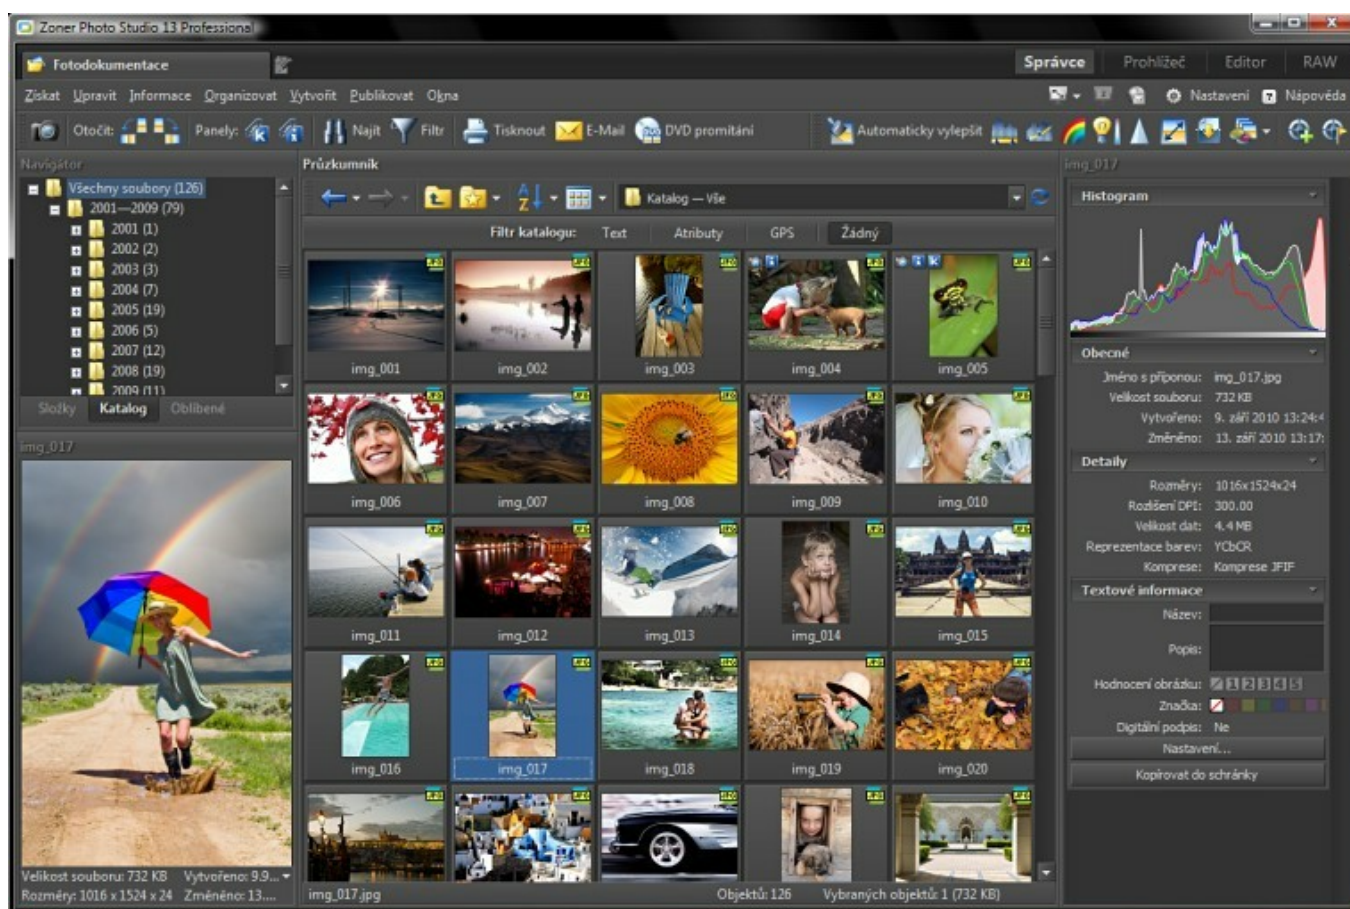 Zoner Photo Studio 13 Professional
Fotodokumentace
Správce Prohlížeč Editor RAW
Získat Upravit Informace Organizovat Vytvořit Publikovat Okna
Nastavení Nápověda
Otočit: Panely: Najít Filtr Tisknout E-Mail DVD promítání Automaticky vylepšit
Navigátor
Všechny soubory (126)
2001—2009 (79)
2001 (1)
2002 (2)
2003 (3)
2004 (7)
2005 (19)
2006 (5)
2007 (12)
2008 (19)
2009 (11)
Složky Katalog Oblíbené
img_017
Velikost souboru: 732 KB Vytvořeno: 9.9...
Rozměry: 1016 x 1524 x 24 Změněno: 13....
Průzkumník
Katalog — Vše
Filtr katalogu: Text Atributy GPS Žádný
img_001 img_002 img_003 img_004 img_005
img_006 img_007 img_008 img_009 img_010
img_011 img_012 img_013 img_014 img_015
img_016 img_017 img_018 img_019 img_020
img_017.jpg Objektů: 126 Vybraných objektů: 1 (732 KB)
img_017
Histogram
Obecné
Jméno s příponou: img_017.jpg
Velikost souboru: 732 KB
Vytvořeno: 9. září 2010 13:24:4
Změněno: 13. září 2010 13:17:
Detaily
Rozměry: 1016x1524x24
Rozlišení DPI: 300.00
Velikost dat: 4.4 MB
Reprezentace barev: YCbCR
Komprese: Komprese JFIF
Textové informace
Název:
Popis:
Hodnocení obrázku: 1 2 3 4 5
Značka:
Digitální podpis: Ne
Nastavení...
Kopírovat do schránky